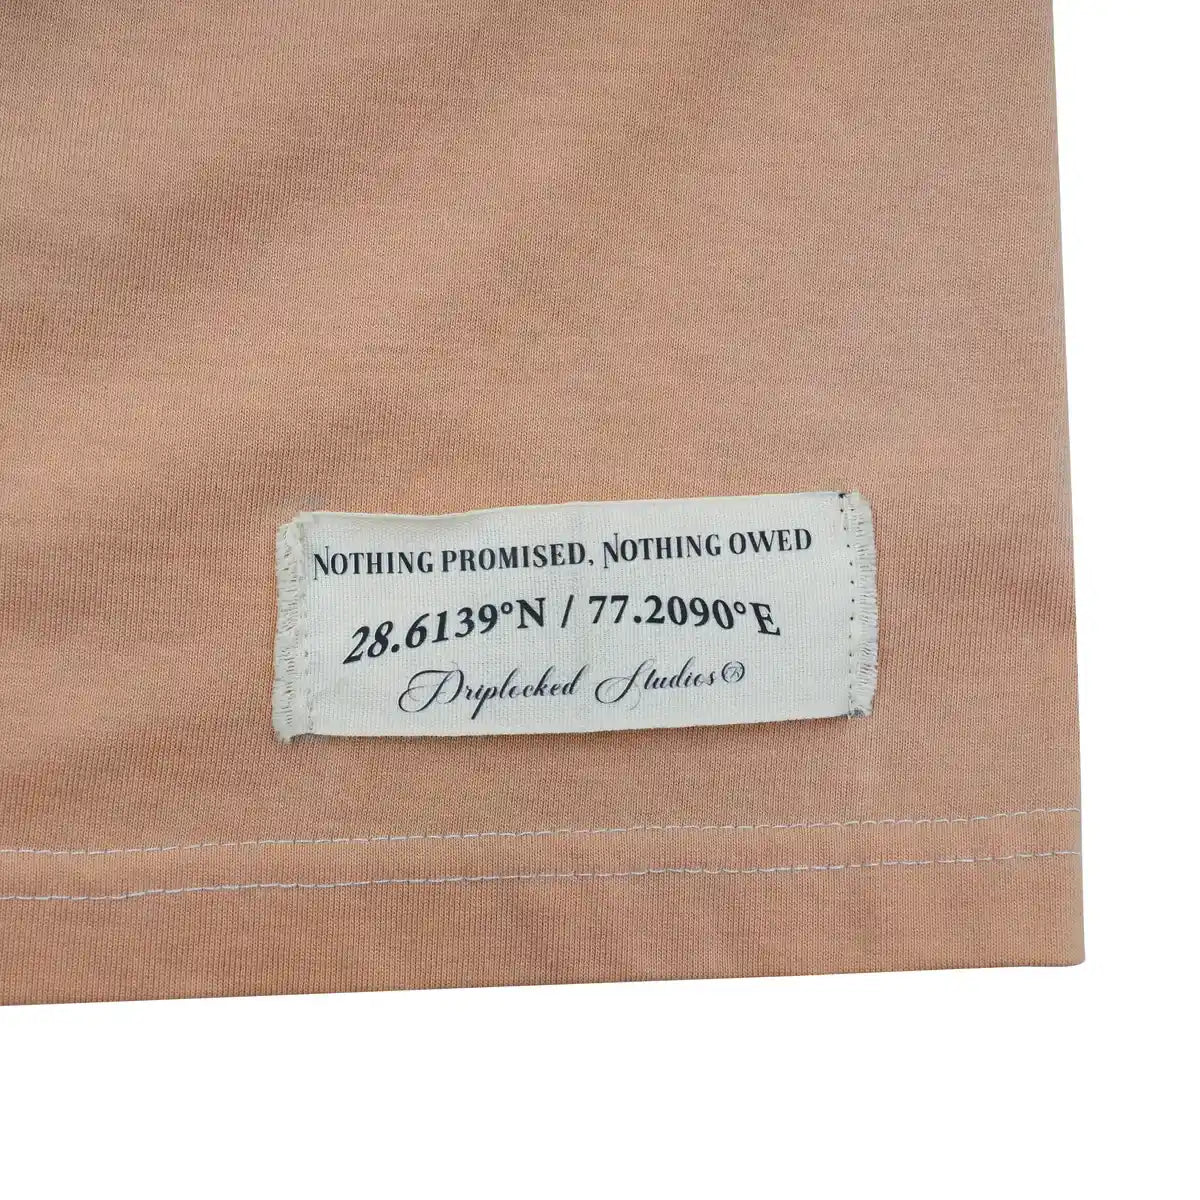 Nothing promised, Nothing owed
28.6139°N / 77.2090°E
Driplocked Studios®